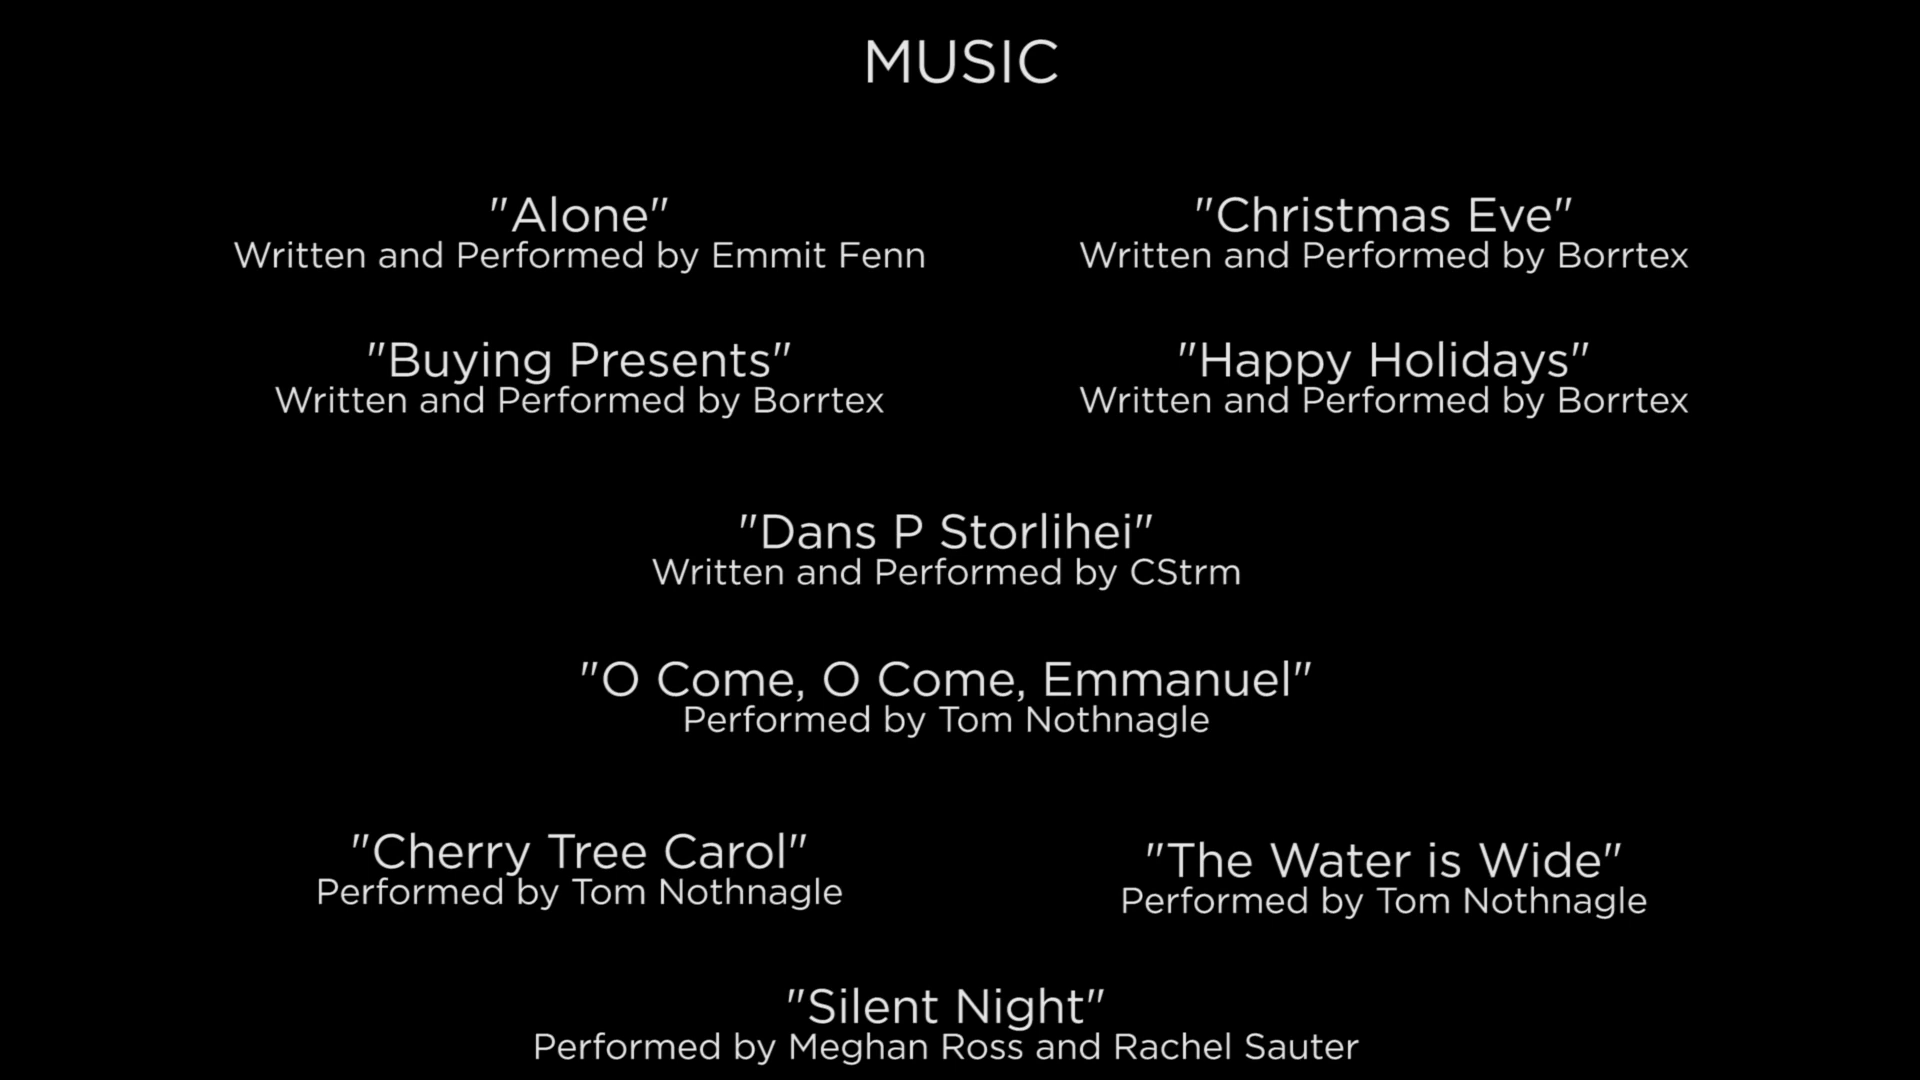 MUSIC
"Alone"
Written and Performed by Emmit Fenn
"Christmas Eve"
Written and Performed by Borrtex
"Buying Presents"
Written and Performed by Borrtex
"Happy Holidays"
Written and Performed by Borrtex
"Dans P Storlihei"
Written and Performed by CStrm
"O Come, O Come, Emmanuel"
Performed by Tom Nothnagle
"Cherry Tree Carol"
Performed by Tom Nothnagle
"The Water is Wide"
Performed by Tom Nothnagle
"Silent Night"
Performed by Meghan Ross and Rachel Sauter